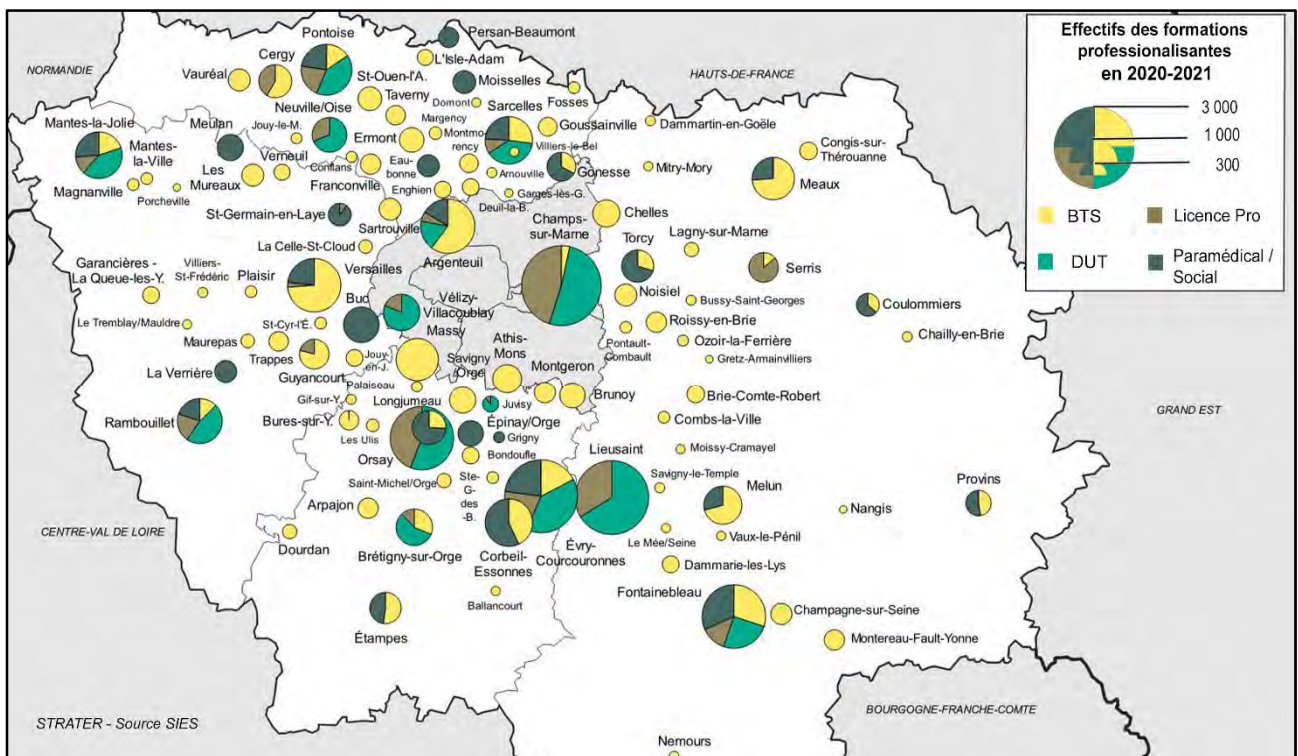 Effectifs des formations
professionalisantes
en 2020-2021
3 000
1 000
300
BTS
Licence Pro
DUT
Paramédical /
Social
NORMANDIE
HAUTS-DE-FRANCE
GRAND EST
CENTRE-VAL DE LOIRE
BOURGOGNE-FRANCHE-COMTE
Persan-Beaumont
Pontoise
L'Isle-Adam
Cergy
Vauréal
St-Ouen-l'A.
Moisselles
Taverny
Domont
Fosses
Neuville/Oise
Margency
Sarcelles
Goussainville
Dammartin-en-Goële
Mantes-la-Jolie
Meulan
Jouy-le-M.
Ermont
Montmo-
rency
Villiers-le-Bel
Congis-sur-
Thérouanne
Mantes-
la-Ville
Verneuil
Conflans
Eau-
bonne
Arnouville
Gonesse
Mitry-Mory
Meaux
Les
Mureaux
Franconville
Magnanville
Porcheville
Enghien
Garges-lès-G.
Deuil-la-B.
St-Germain-en-Laye
Sartrouville
Champs-
sur-Marne
Chelles
La Celle-St-Cloud
Argenteuil
Torcy
Lagny-sur-Marne
Garancières -
La Queue-les-Y.
Villiers-
St-Frédéric
Plaisir
Versailles
Serris
Noisiel
Buc
Vélizy-
Villacoublay
Bussy-Saint-Georges
Coulommiers
Le Tremblay/Mauldre
St-Cyr-l'É.
Massy
Roissy-en-Brie
Maurepas
Trappes
Athis-
Mons
Pontault-
Combault
Ozoir-la-Ferrière
Chailly-en-Brie
Guyancourt
Jouy-
en-J.
Savigny
/Orge
Montgeron
Gretz-Armainvilliers
La Verrière
Palaiseau
Gif-sur-Y.
Longjumeau
Juvisy
Brunoy
Brie-Comte-Robert
Bures-sur-Y.
Épinay/Orge
Combs-la-Ville
Rambouillet
Les Ulis
Grigny
Orsay
Bondoufle
Lieusaint
Moissy-Cramayel
Saint-Michel/Orge
Ste-
G-
des
-B.
Savigny-le-Temple
Melun
Provins
Arpajon
Nangis
Dourdan
Brétigny-sur-Orge
Corbeil-
Essonnes
Évry-
Courcouronnes
Le Mée/Seine
Vaux-le-Pénil
Dammarie-les-Lys
Ballancourt
Fontainebleau
Étampes
Champagne-sur-Seine
Montereau-Fault-Yonne
Nemours
STRATER - Source SIES